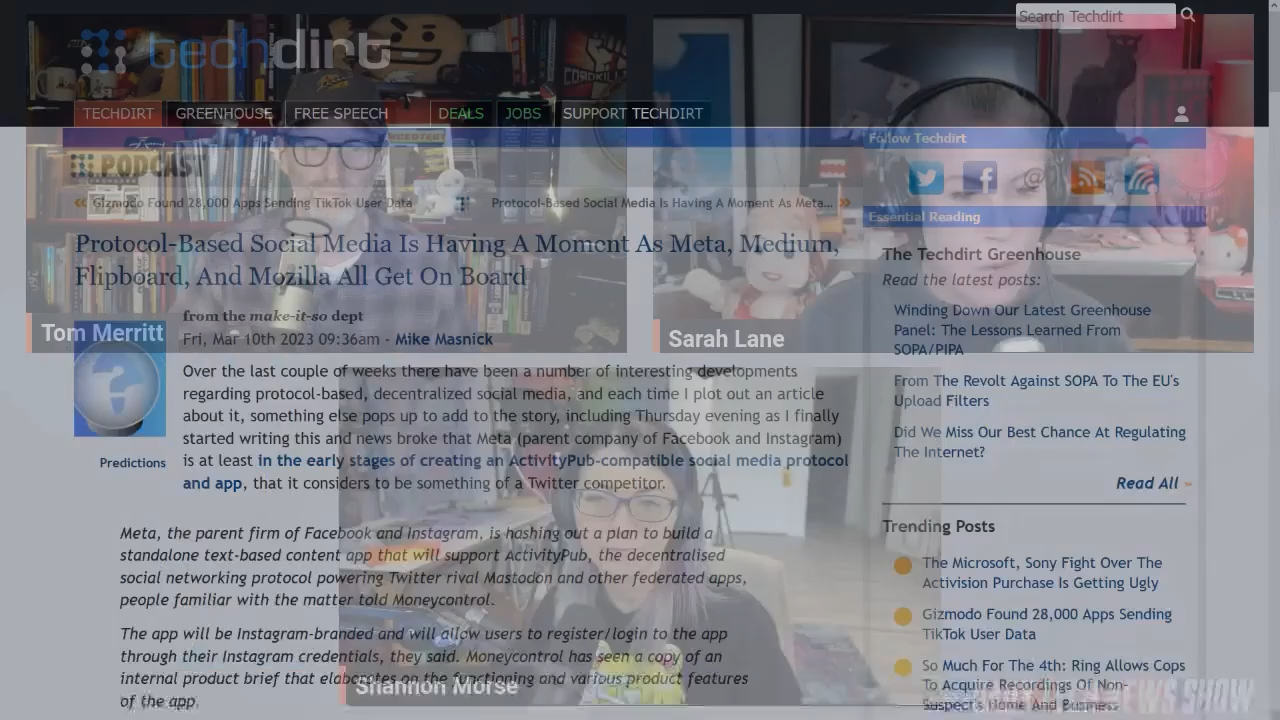 Search Techdirt
techdirt
CORDKILLERS
TECHDIRT GREENHOUSE FREE SPEECH DEALS JOBS SUPPORT TECHDIRT
Follow Techdirt
PODCAST
Gizmodo Found 28,000 Apps Sending TikTok User Data
Protocol-Based Social Media Is Having A Moment As Meta...
Essential Reading
Protocol-Based Social Media Is Having A Moment As Meta, Medium,
Flipboard, And Mozilla All Get On Board
The Techdirt Greenhouse
Read the latest posts:
from the make-it-so dept
Fri, Mar 10th 2023 09:36am - Mike Masnick
Tom Merritt
Sarah Lane
Winding Down Our Latest Greenhouse
Panel: The Lessons Learned From
SOPA/PIPA
From The Revolt Against SOPA To The EU's
Upload Filters
Did We Miss Our Best Chance At Regulating
The Internet?
Read All
Predictions
Over the last couple of weeks there have been a number of interesting developments
regarding protocol-based, decentralized social media, and each time I plot out an article
about it, something else pops up to add to the story, including Thursday evening as I finally
started writing this and news broke that Meta (parent company of Facebook and Instagram)
is at least in the early stages of creating an ActivityPub-compatible social media protocol
and app, that it considers to be something of a Twitter competitor.
Meta, the parent firm of Facebook and Instagram, is hashing out a plan to build a
standalone text-based content app that will support ActivityPub, the decentralised
social networking protocol powering Twitter rival Mastodon and other federated apps,
people familiar with the matter told Moneycontrol.
The app will be Instagram-branded and will allow users to register/login to the app
through their Instagram credentials, they said. Moneycontrol has seen a copy of an
internal product brief that elaborates on the functioning and various product features
of the app.
Trending Posts
The Microsoft, Sony Fight Over The
Activision Purchase Is Getting Ugly
Gizmodo Found 28,000 Apps Sending
TikTok User Data
So Much For The 4th: Ring Allows Cops
To Acquire Recordings Of Non-
Suspect's Home And Business
Shannon Morse
NEWS SHOW